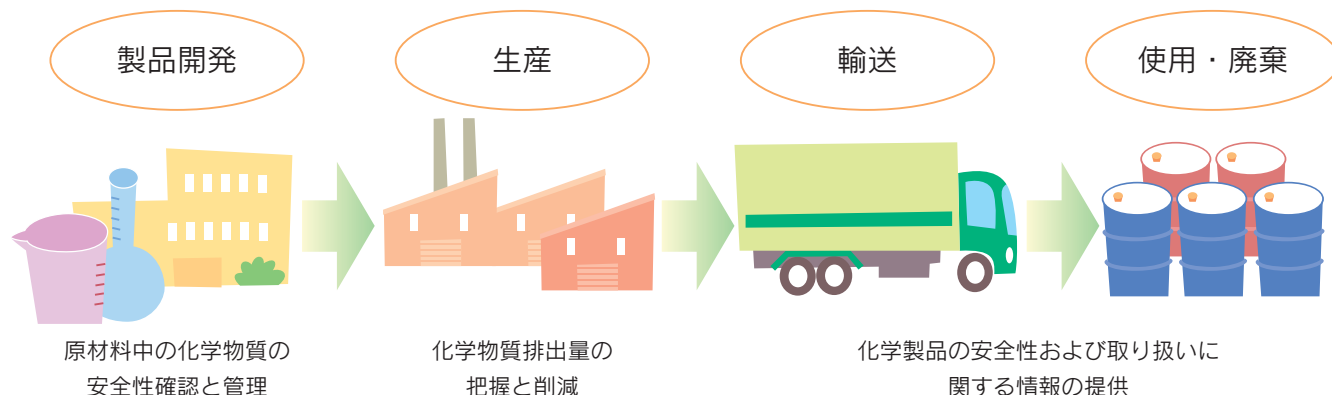 製品開発
生産
輸送
使用・廃棄
原材料中の化学物質の
安全性確認と管理
化学物質排出量の
把握と削減
化学製品の安全性および取り扱いに
関する情報の提供